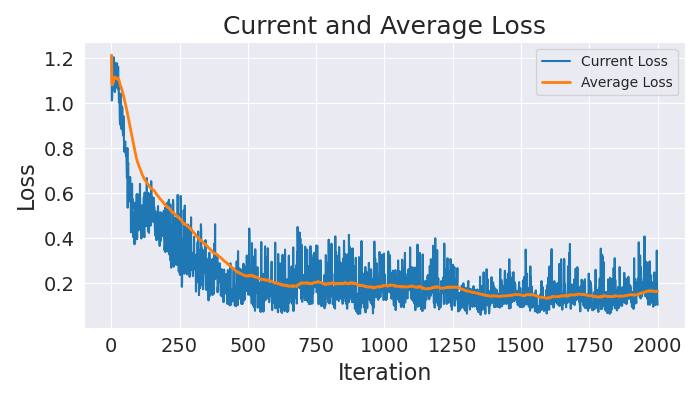 Current and Average Loss
Current Loss
Average Loss
1.2
1.0
0.8
0.6
0.4
0.2
Loss
0 250 500 750 1000 1250 1500 1750 2000
Iteration